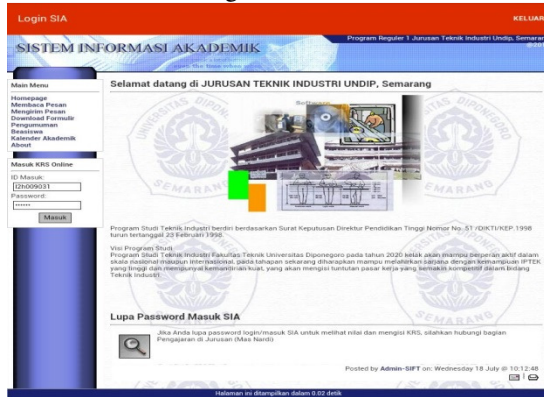 Login SIA
KELUAR
SISTEM INFORMASI AKADEMIK
Program Reguler 1 Jurusan Teknik Industri Undip, Semaran
@201
Main Menu
Homepage
Membaca Pesan
Mengirim Pesan
Download Formulir
Pengumuman
Beasiswa
Kalender Akademik
About
Masuk KRS Online
ID Masuk:
l2h009031
Password:
Masuk
Selamat datang di JURUSAN TEKNIK INDUSTRI UNDIP, Semarang
Software
Program Studi Teknik Industri berdiri berdasarkan Surat Keputusan Direktur Pendidikan Tinggi Nomor No. 51 /DIKTI/KEP 1998
turun tertanggal 23 Februari 1998.
Visi Program Studi
Program Studi Teknik Industri Fakultas Teknik Universitas Diponegoro pada tahun 2020 kelak akan mampu berperan aktif dalam
skala nasional maupun internasional, pada tahapan sekarang diharapkan mampu melahirkan sarjana dengan kemampuan IPTEK
yang tinggi dan mempunyai kemandirian kuat, yang akan mengisi tuntutan pasar kerja yang semakin kompetitif dalam bidang
Teknik Industri.
Lupa Password Masuk SIA
Jika Anda lupa password login/masuk SIA untuk melihat nilai dan mengisi KRS, silahkan hubungi bagian
Pengajaran di Jurusan (Mas Nardi)
Posted by Admin-SIFT on: Wednesday 18 July @ 10:12:48
Halaman ini ditampilkan dalam 0.02 detik